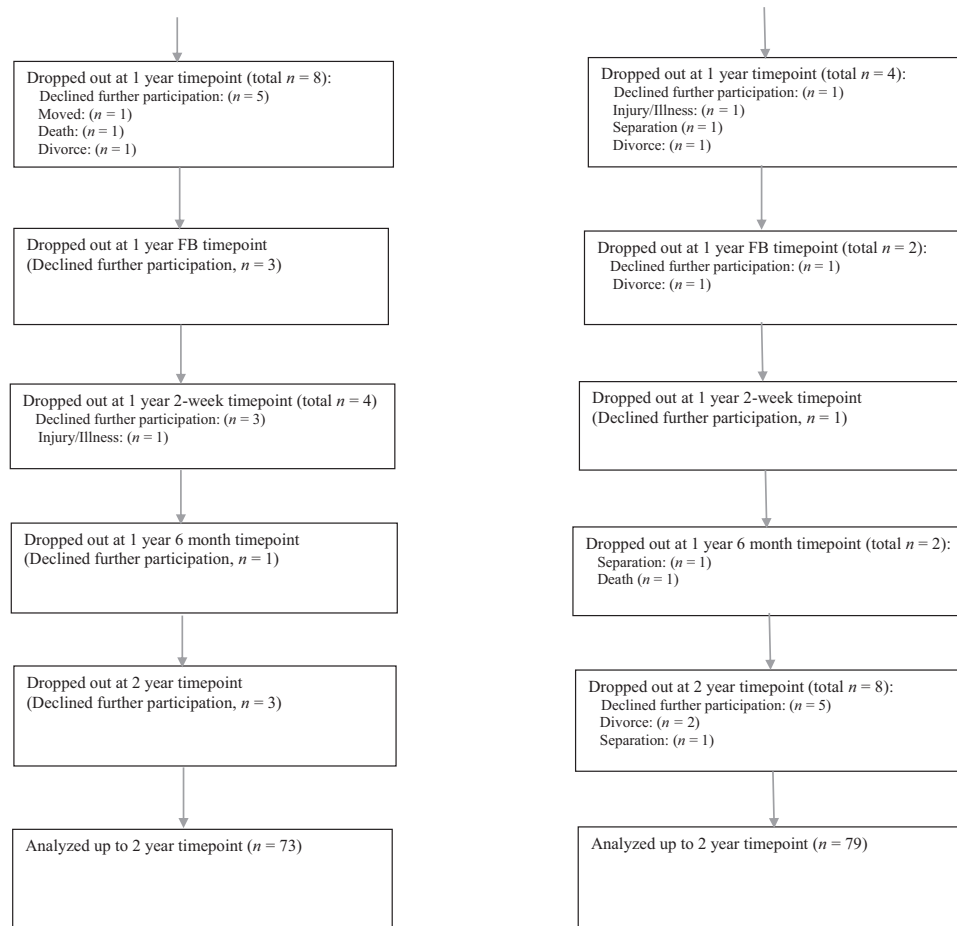 Dropped out at 1 year timepoint (total n = 8):
Declined further participation: (n = 5)
Moved: (n = 1)
Death: (n = 1)
Divorce: (n = 1)
Dropped out at 1 year FB timepoint
(Declined further participation, n = 3)
Dropped out at 1 year 2-week timepoint (total n = 4)
Declined further participation: (n = 3)
Injury/Illness: (n = 1)
Dropped out at 1 year 6 month timepoint
(Declined further participation, n = 1)
Dropped out at 2 year timepoint
(Declined further participation, n = 3)
Analyzed up to 2 year timepoint (n = 73)
Dropped out at 1 year timepoint (total n = 4):
Declined further participation: (n = 1)
Injury/Illness: (n = 1)
Separation (n = 1)
Divorce: (n = 1)
Dropped out at 1 year FB timepoint (total n = 2):
Declined further participation: (n = 1)
Divorce: (n = 1)
Dropped out at 1 year 2-week timepoint
(Declined further participation, n = 1)
Dropped out at 1 year 6 month timepoint (total n = 2):
Separation: (n = 1)
Death (n = 1)
Dropped out at 2 year timepoint (total n = 8):
Declined further participation: (n = 5)
Divorce: (n = 2)
Separation: (n = 1)
Analyzed up to 2 year timepoint (n = 79)